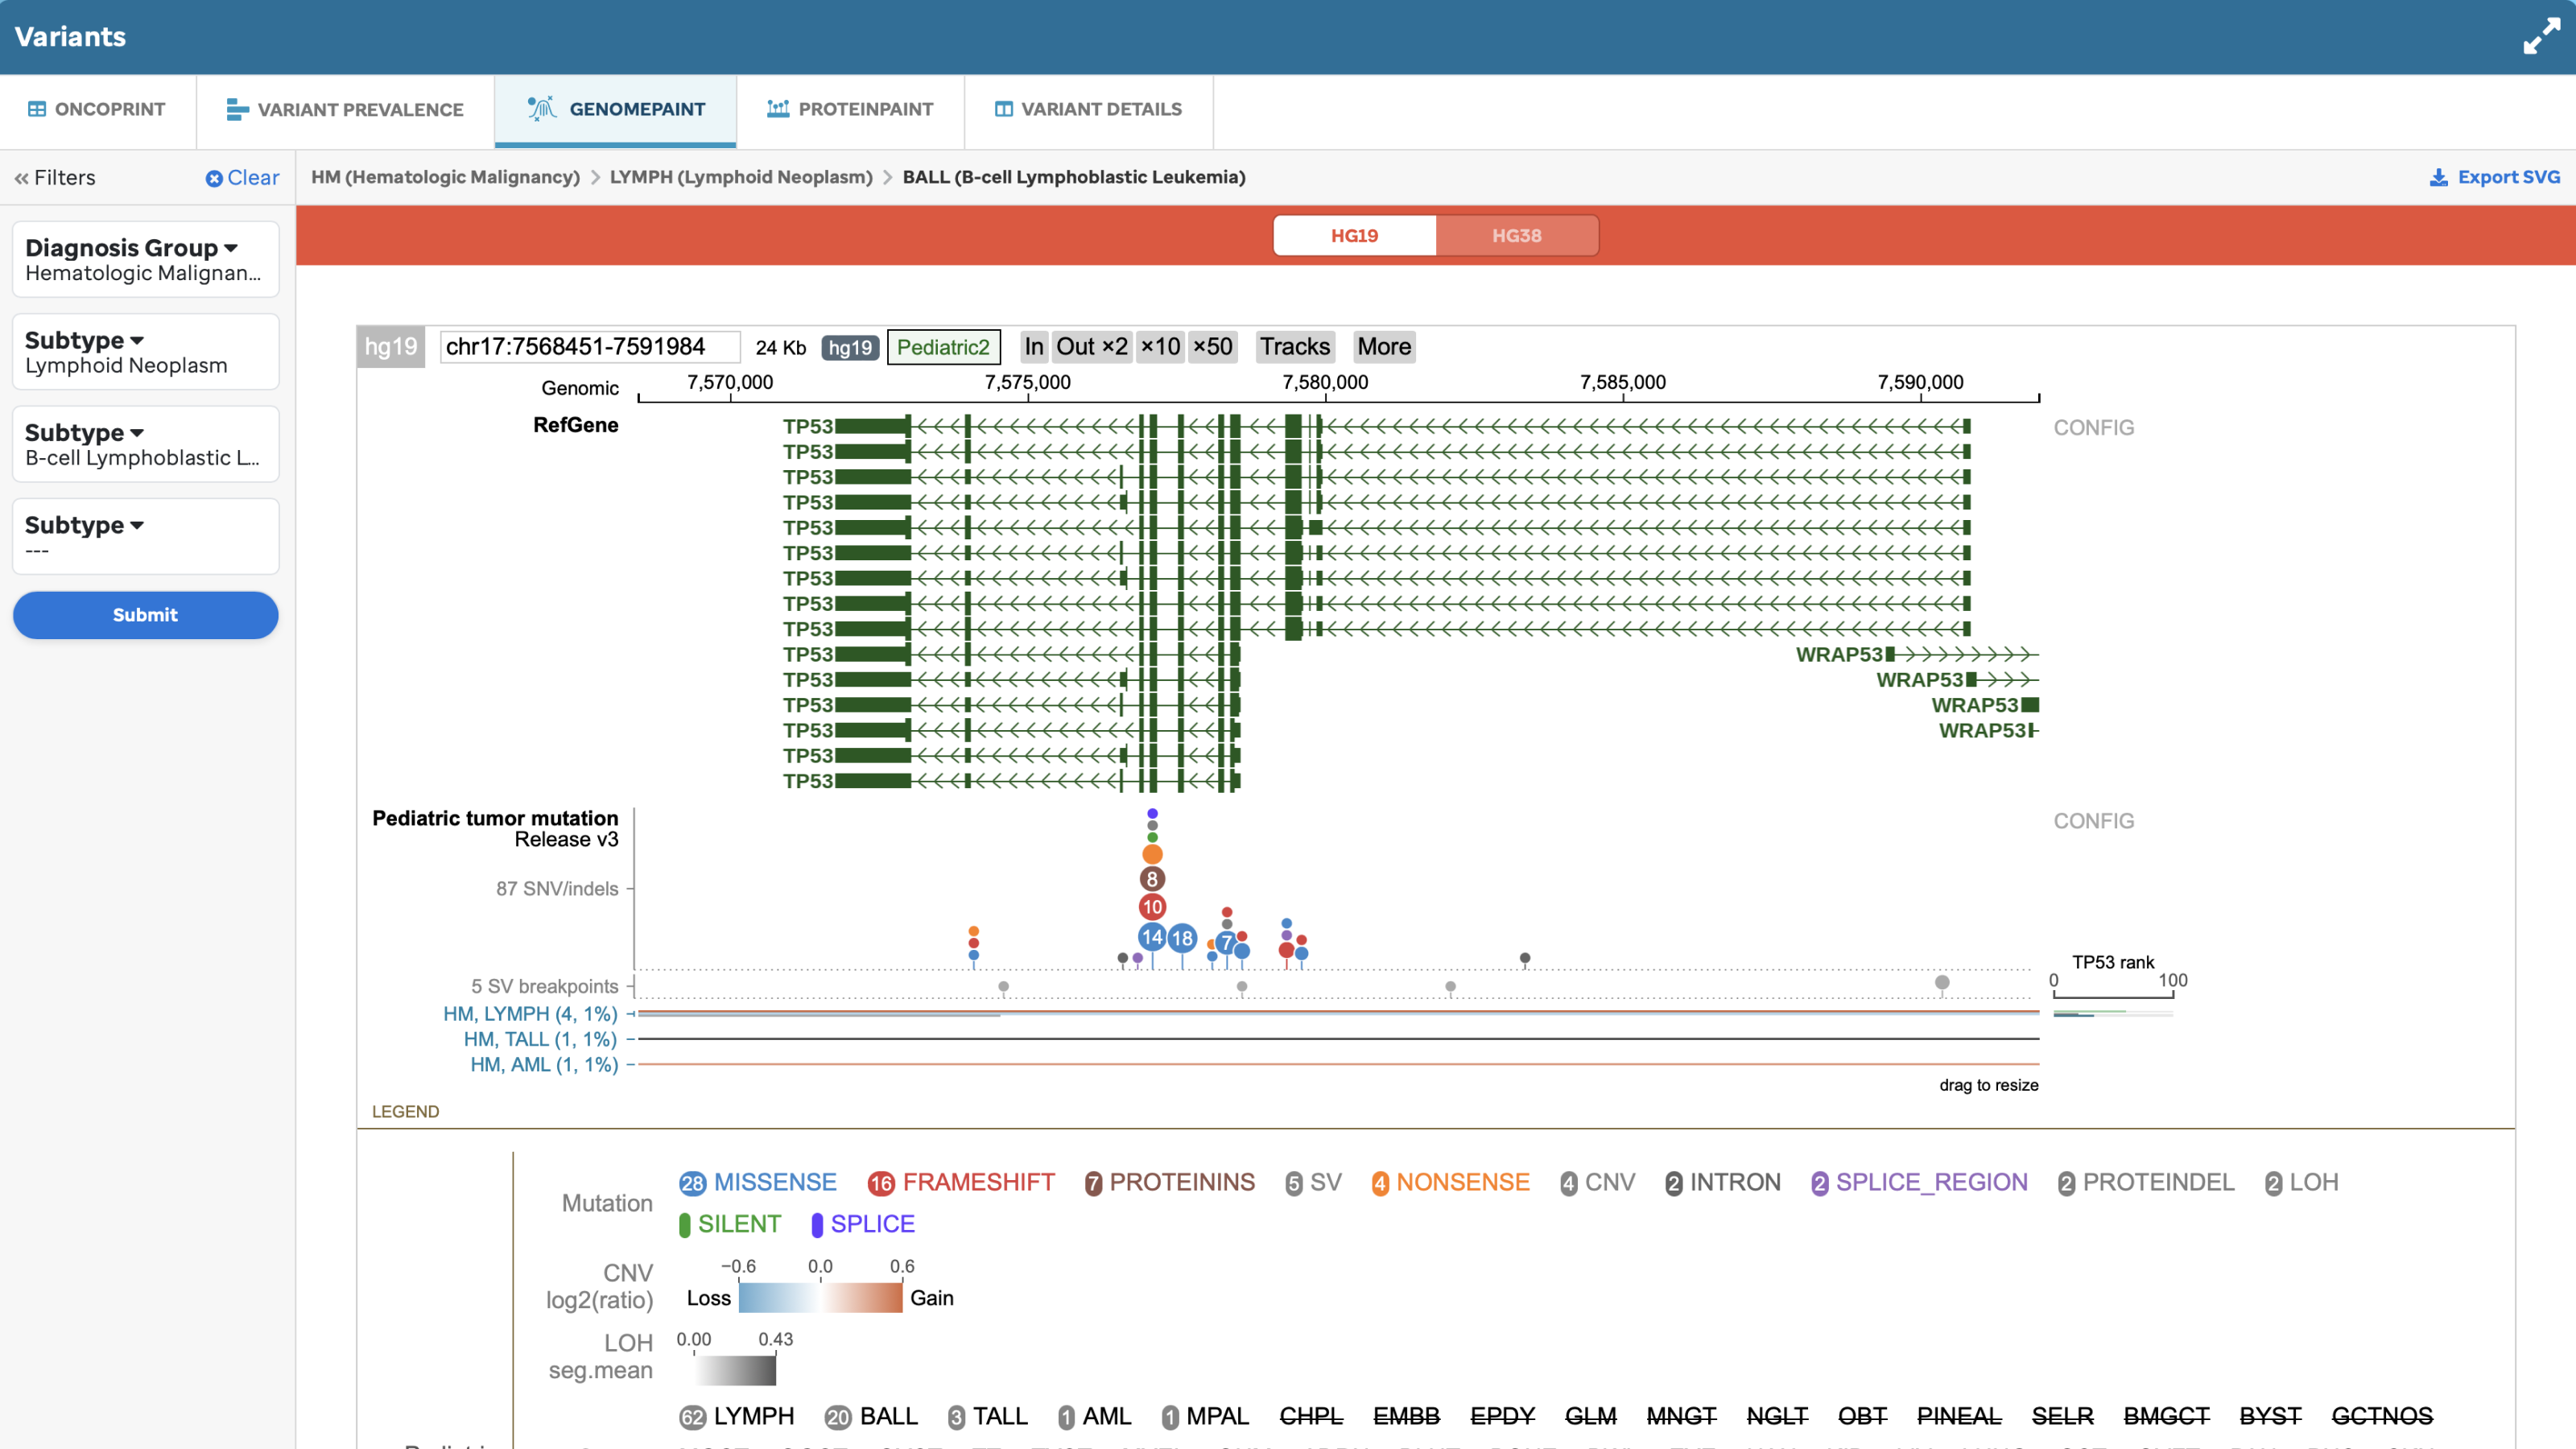 Variants
ONCOPRINT
VARIANT PREVALENCE
GENOMEPAINT
PROTEINPAINT
VARIANT DETAILS
« Filters
Clear
HM (Hematologic Malignancy) > LYMPH (Lymphoid Neoplasm) > BALL (B-cell Lymphoblastic Leukemia)
Export SVG
Diagnosis Group
Hematologic Malignan...
Subtype
Lymphoid Neoplasm
Subtype
B-cell Lymphoblastic L...
Subtype
---
Submit
HG19 HG38
hg19 chr17:7568451-7591984 24 Kb hg19 Pediatric2 In Out ×2 ×10 ×50 Tracks More
Genomic 7,570,000 7,575,000 7,580,000 7,585,000 7,590,000
RefGene
TP53
CONFIG
TP53
TP53
TP53
TP53
TP53
TP53
TP53
TP53
TP53 WRAP53
TP53 WRAP53
TP53 WRAP53
TP53 WRAP53
TP53
TP53
Pediatric tumor mutation
Release v3
CONFIG
87 SNV/indels
8
10
14 18 7
5 SV breakpoints
TP53 rank
0 100
HM, LYMPH (4, 1%)
HM, TALL (1, 1%)
HM, AML (1, 1%)
drag to resize
LEGEND
Mutation
28 MISSENSE 16 FRAMESHIFT 7 PROTEININS 5 SV 4 NONSENSE 4 CNV 2 INTRON 2 SPLICE_REGION 2 PROTEINDEL 2 LOH
SILENT SPLICE
CNV
log2(ratio)
−0.6 0.0 0.6
Loss Gain
LOH
seg.mean
0.00 0.43
62 LYMPH 20 BALL 3 TALL 1 AML 1 MPAL CHPL EMBB EPDY GLM MNGT NGLT OBT PINEAL SELR BMGCT BYST GCTNOS